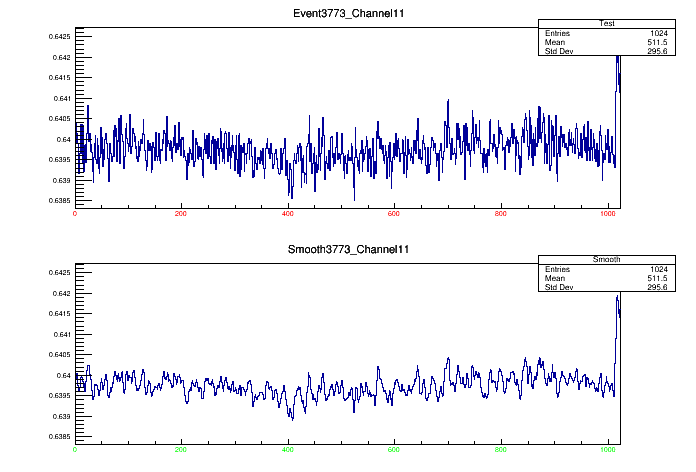 Event3773_Channel11
Test
Entries 1024
Mean 511.5
Std Dev 295.6
0.6425
0.642
0.6415
0.641
0.6405
0.64
0.6395
0.639
0.6385
0 200 400 600 800 1000
Smooth3773_Channel11
Smooth
Entries 1024
Mean 511.5
Std Dev 295.6
0.6425
0.642
0.6415
0.641
0.6405
0.64
0.6395
0.639
0.6385
0 200 400 600 800 1000